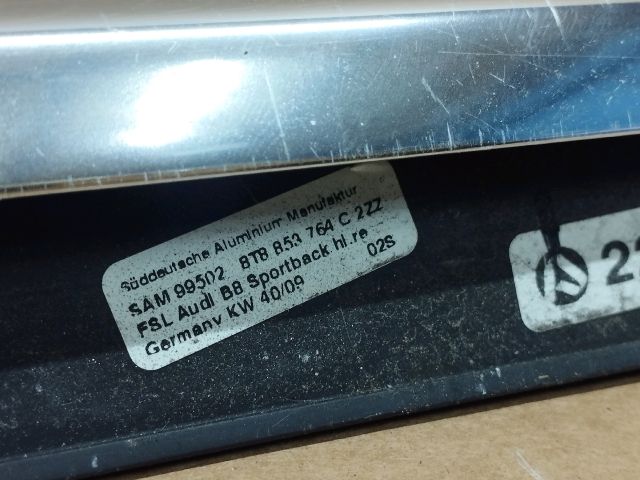 Süddeutsche Aluminium Manufaktur
SAM 99502 8T8 853 764 C 2ZZ
FSL Audi B8 Sportback hl.re
Germany KW 40/09 02S